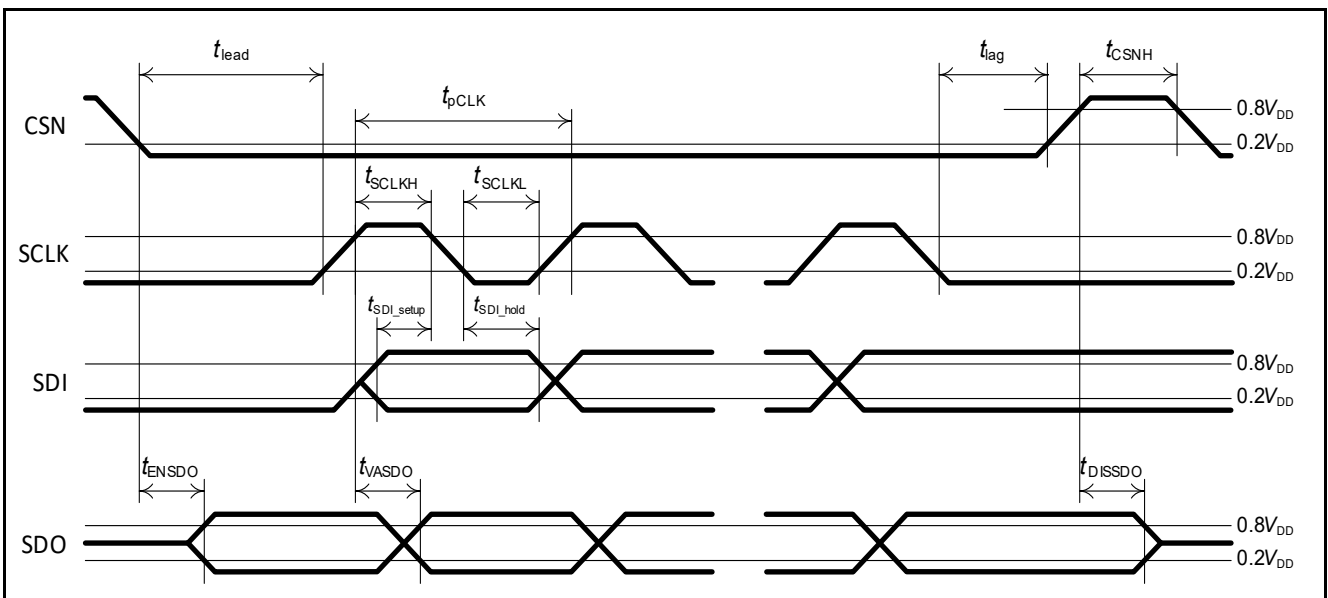 tlead
tlag
tCSNH
tpCLK
CSN
0.8VDD
0.2VDD
tSCLKH
tSCLKL
SCLK
0.8VDD
0.2VDD
tSDI_setup
tSDI_hold
SDI
0.8VDD
0.2VDD
tENSDO
tVASDO
tDISSDO
SDO
0.8VDD
0.2VDD